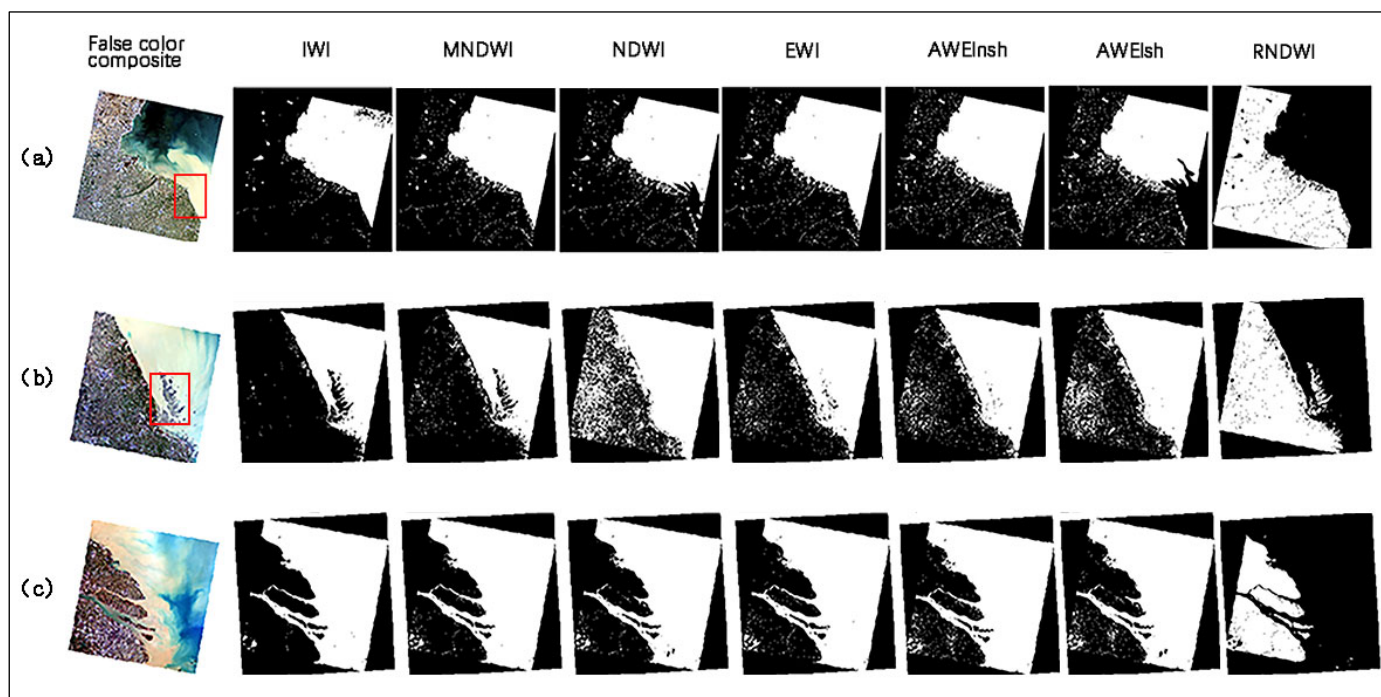 False color
composite
IWI
MNDWI
NDWI
EWI
AWEInsh
AWEIsh
RNDWI
(a)
(b)
(c)